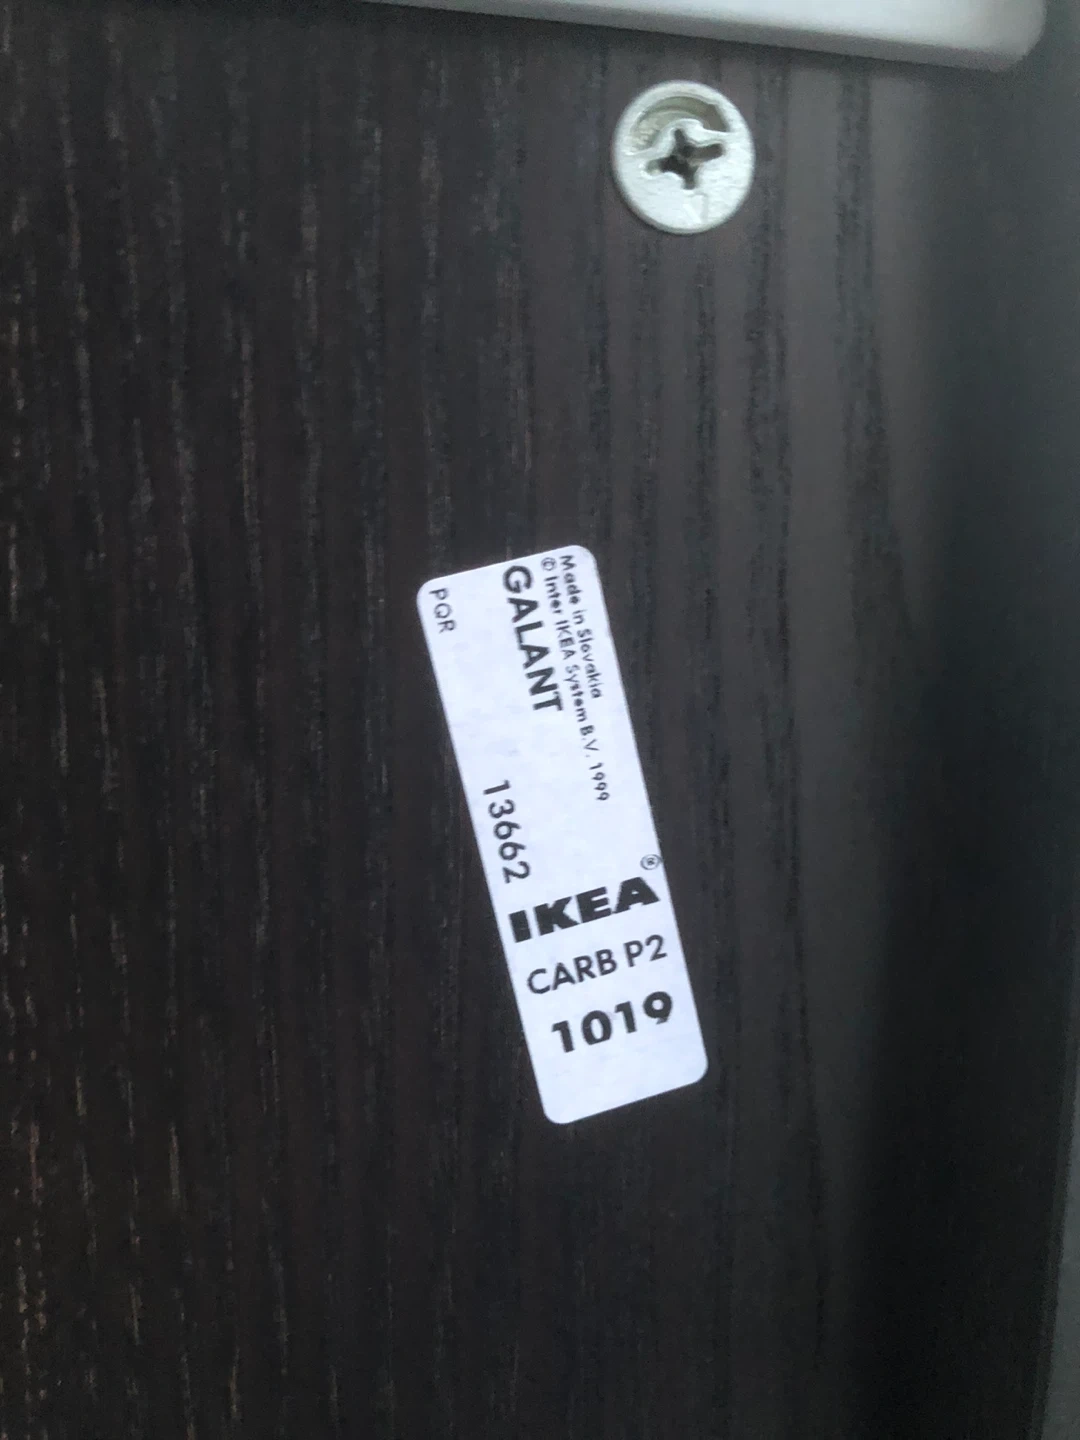 Made in Slovakia
© Inter IKEA System B.V. 1999
GALANT
PQR
13662
IKEA®
CARB P2
1019